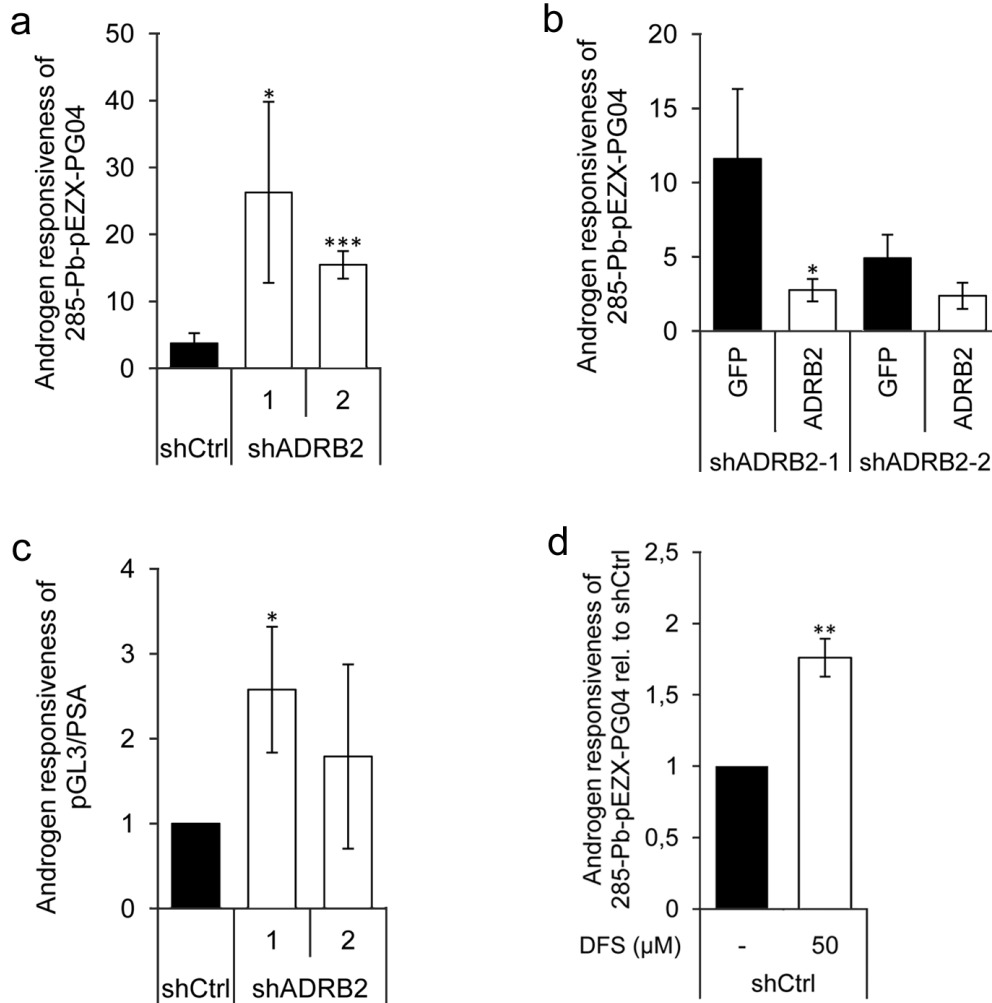 a
Androgen responsiveness of
285-Pb-pEZX-PG04
50
40
30
20
10
0
*
***
1
2
shCtrl
shADRB2
b
Androgen responsiveness of
285-Pb-pEZX-PG04
20
15
10
5
0
*
GFP
ADRB2
GFP
ADRB2
shADRB2-1
shADRB2-2
c
Androgen responsiveness of
pGL3/PSA
4
3
2
1
0
*
1
2
shCtrl
shADRB2
d
Androgen responsiveness of
285-Pb-pEZX-PG04 rel. to shCtrl
2,5
2
1,5
1
0,5
0
**
DFS (µM)
-
50
shCtrl